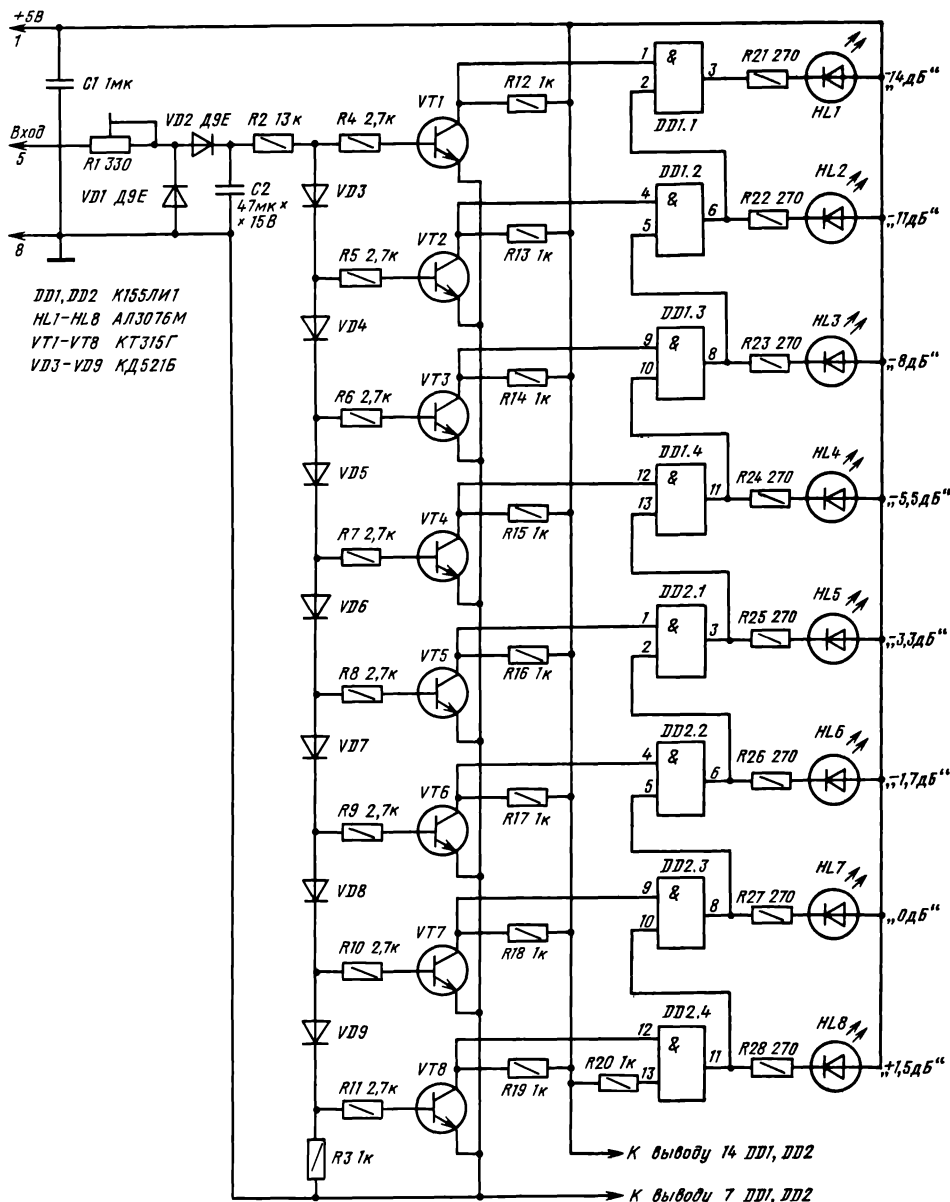 +5В
1
C1 1мк
Вход
5
R1 330
VD2 Д9Е
VD1 Д9Е
R2 13к
C2
47мк×
×15В
8
DD1, DD2 К155ЛИ1
HL1-HL8 АЛ307бМ
VT1-VT8 КТ315Г
VD3-VD9 КД521Б
R4 2,7к
VT1
R12 1к
1
2
&
3
DD1.1
R21 270
HL1
„-14дБ“
VD3
R5 2,7к
VT2
R13 1к
DD1.2
4
5
&
6
R22 270
HL2
„-11дБ“
VD4
R6 2,7к
VT3
R14 1к
DD1.3
9
10
&
8
R23 270
HL3
„-8дБ“
VD5
R7 2,7к
VT4
R15 1к
DD1.4
12
13
&
11
R24 270
HL4
„-5,5дБ“
VD6
R8 2,7к
VT5
R16 1к
DD2.1
1
2
&
3
R25 270
HL5
„-3,3дБ“
VD7
R9 2,7к
VT6
R17 1к
DD2.2
4
5
&
6
R26 270
HL6
„-1,7дБ“
VD8
R10 2,7к
VT7
R18 1к
DD2.3
9
10
&
8
R27 270
HL7
„0дБ“
VD9
R11 2,7к
VT8
R19 1к
R20 1к
DD2.4
12
13
&
11
R28 270
HL8
„+1,5дБ“
R3 1к
К выводу 14 DD1, DD2
К выводу 7 DD1, DD2